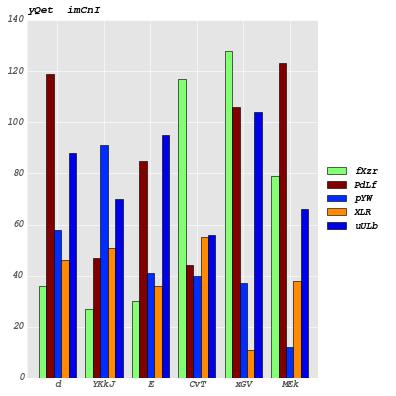 yQet imCnI
140
120
100
80
60
40
20
0
d YKkJ E CvT xGV MEk
fXzr
PdLf
pYW
XLR
uULb